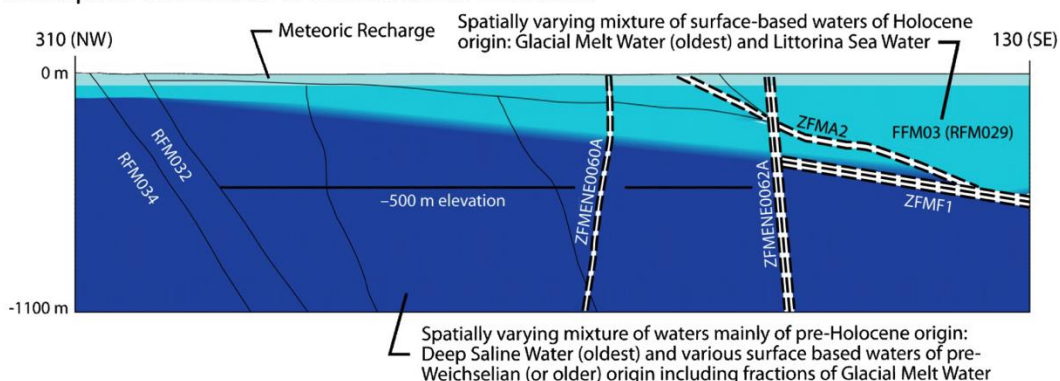 Spatially varying mixture of surface-based waters of Holocene
310 (NW)
Meteoric Recharge
origin: Glacial Melt Water (oldest) and Littorina Sea Water
130 (SE)
0 m
ZFMA2
FFM03 (RFM029)
RFM032
RFM034
ZFMENE0060A
–500 m elevation
ZFMENE0062A
ZFMF1
-1100 m
Spatially varying mixture of waters mainly of pre-Holocene origin:
Deep Saline Water (oldest) and various surface based waters of pre-
Weichselian (or older) origin including fractions of Glacial Melt Water